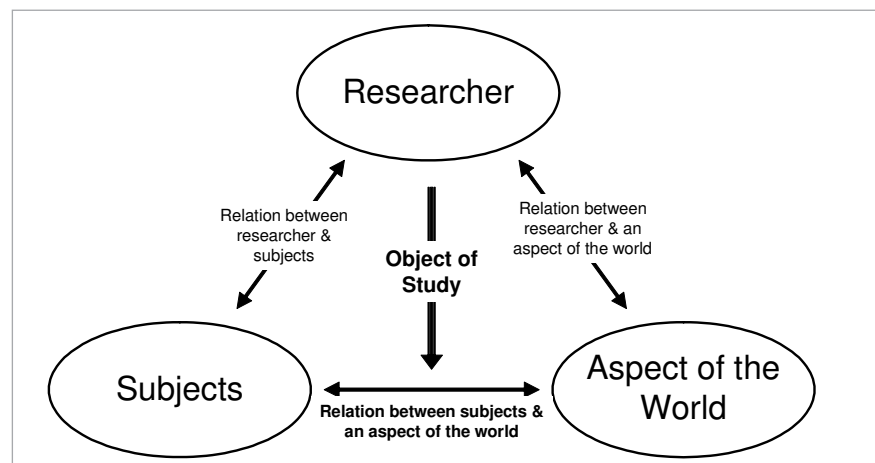 Researcher
Relation between
researcher &
subjects
Relation between
researcher & an
aspect of the world
Object of
Study
Subjects
Aspect of the
World
Relation between subjects &
an aspect of the world